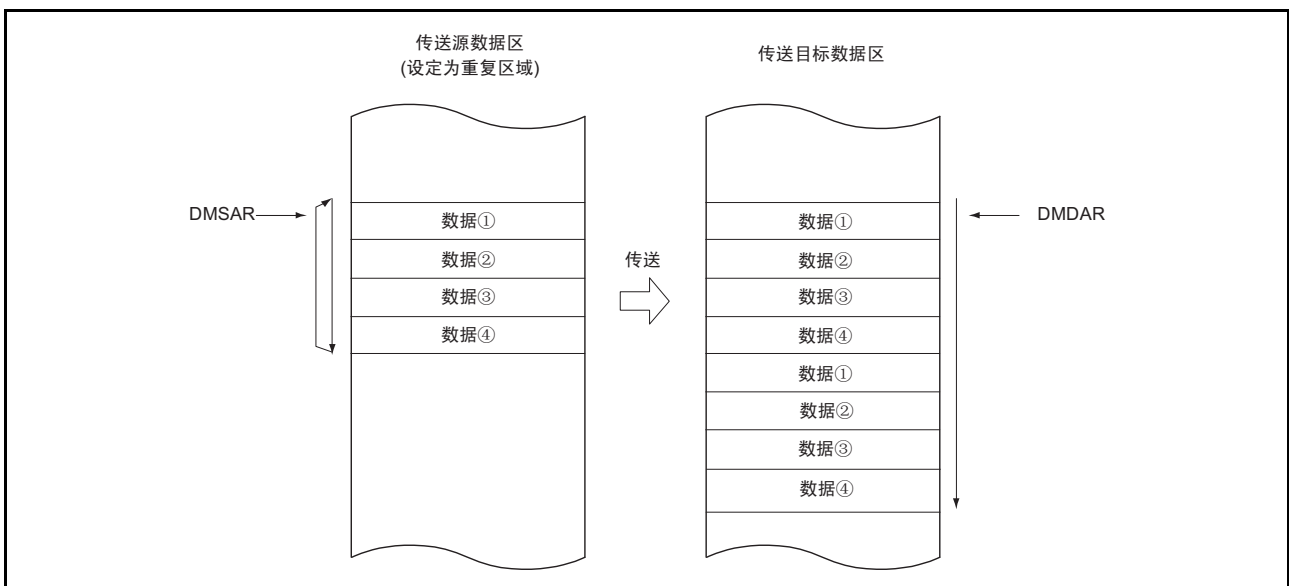 传送源数据区
(设定为重复区域)
传送目标数据区
DMSAR
数据①
数据②
数据③
数据④
传送
数据①
数据②
数据③
数据④
数据①
数据②
数据③
数据④
DMDAR